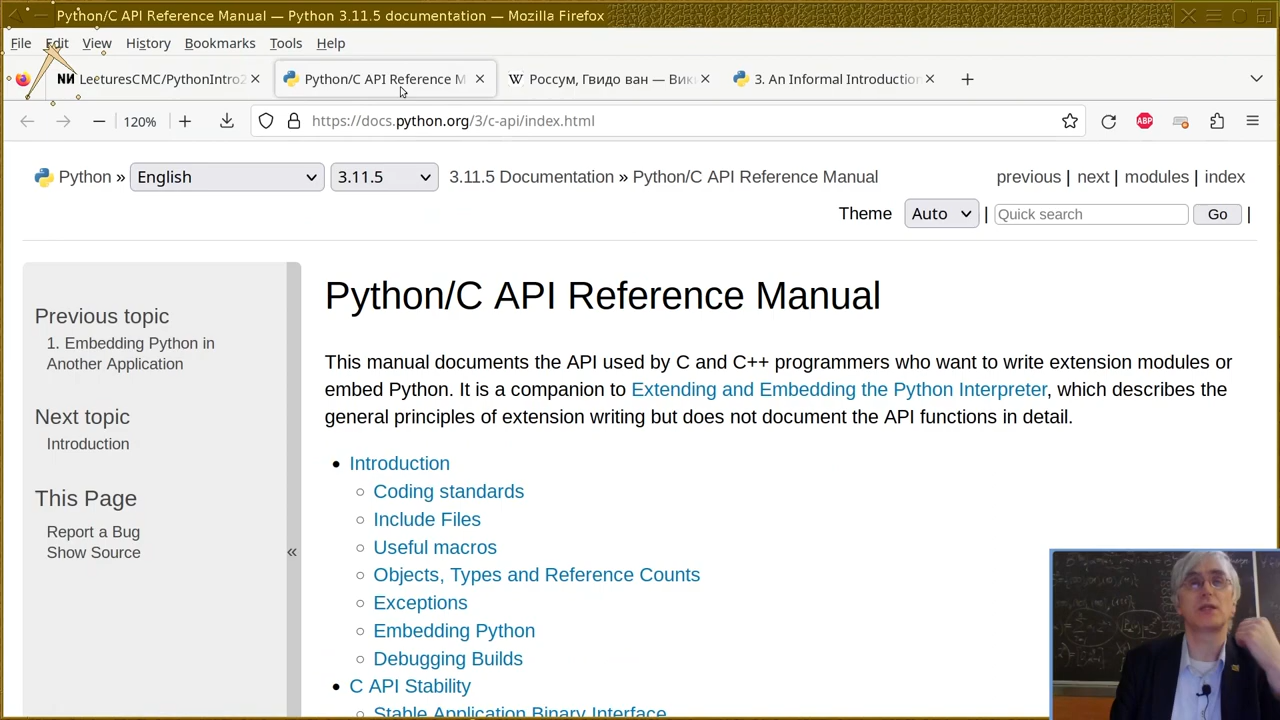 Python/C API Reference Manual — Python 3.11.5 documentation — Mozilla Firefox
File Edit View History Bookmarks Tools Help
LecturesCMC/PythonIntro2 Python/C API Reference M Россум, Гвидо ван — Вики 3. An Informal Introduction
120% https://docs.python.org/3/c-api/index.html ABP
Python » English 3.11.5 3.11.5 Documentation » Python/C API Reference Manual previous | next | modules | index
Theme Auto | Quick search Go |
Previous topic
1. Embedding Python in
Another Application
Next topic
Introduction
This Page
Report a Bug
Show Source
«
Python/C API Reference Manual
This manual documents the API used by C and C++ programmers who want to write extension modules or
embed Python. It is a companion to Extending and Embedding the Python Interpreter, which describes the
general principles of extension writing but does not document the API functions in detail.
• Introduction
○ Coding standards
○ Include Files
○ Useful macros
○ Objects, Types and Reference Counts
○ Exceptions
○ Embedding Python
○ Debugging Builds
• C API Stability
○ Stable Application Binary Interface